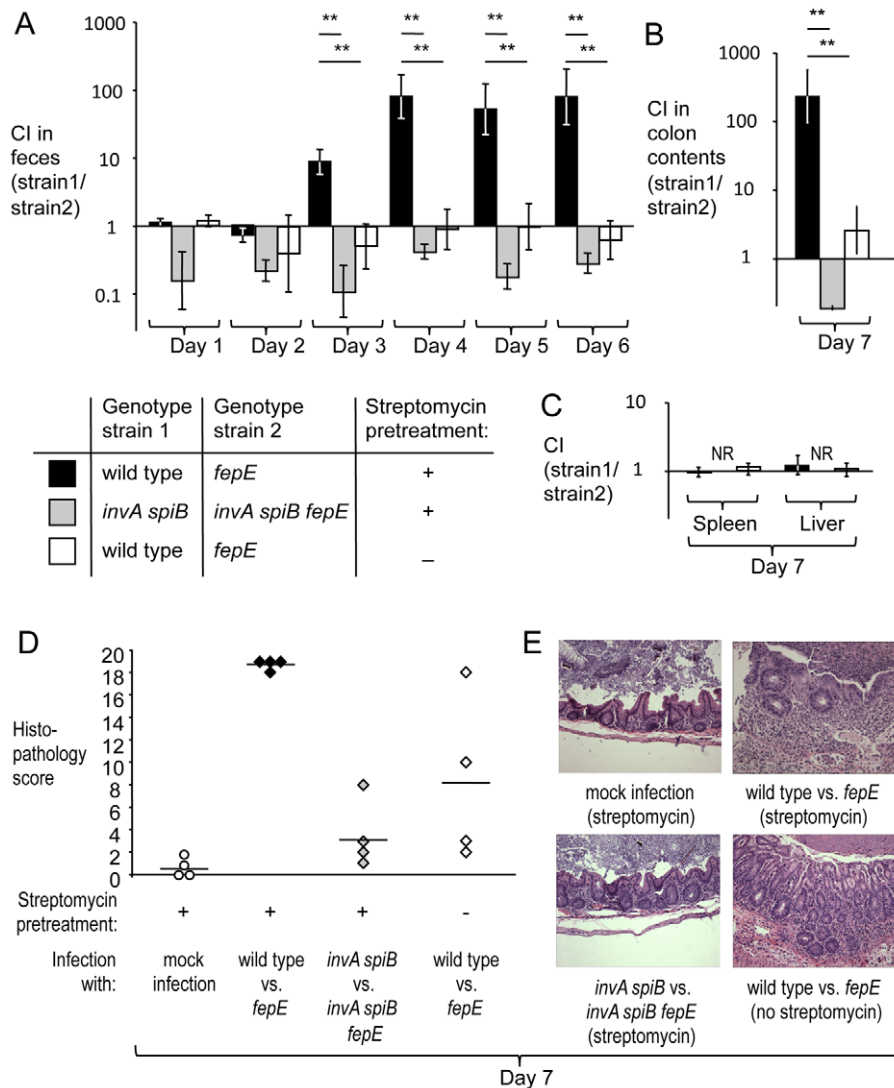 A
1000
100
10
1
0.1
CI in
feces
(strain1/
strain2)
**
**
**
**
**
**
**
**
Day 1 Day 2 Day 3 Day 4 Day 5 Day 6
B
1000
100
10
1
CI in
colon
contents
(strain1/
strain2)
**
**
Day 7
Genotype strain 1 Genotype strain 2 Streptomycin pretreatment:
wild type fepE +
invA spiB invA spiB fepE +
wild type fepE –
C
10
1
CI
(strain1/
strain2)
NR NR
Spleen Liver
Day 7
D
20
18
16
14
12
10
8
6
4
2
0
Histo-
pathology
score
Streptomycin
pretreatment:
+ + + -
Infection
with:
mock
infection
wild type
vs.
fepE
invA spiB
vs.
invA spiB
fepE
wild type
vs.
fepE
Day 7
E
mock infection
(streptomycin)
wild type vs. fepE
(streptomycin)
invA spiB vs.
invA spiB fepE
(streptomycin)
wild type vs. fepE
(no streptomycin)